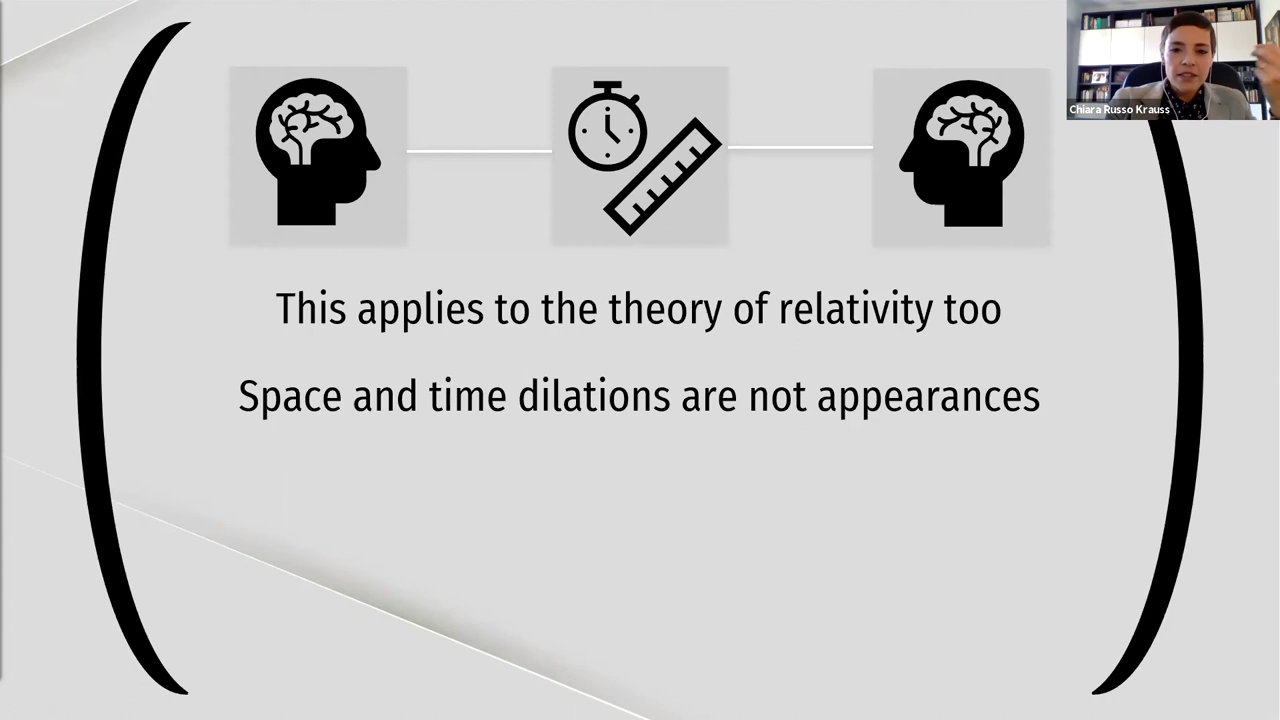 Chiara Russo Krauss
This applies to the theory of relativity too
Space and time dilations are not appearances